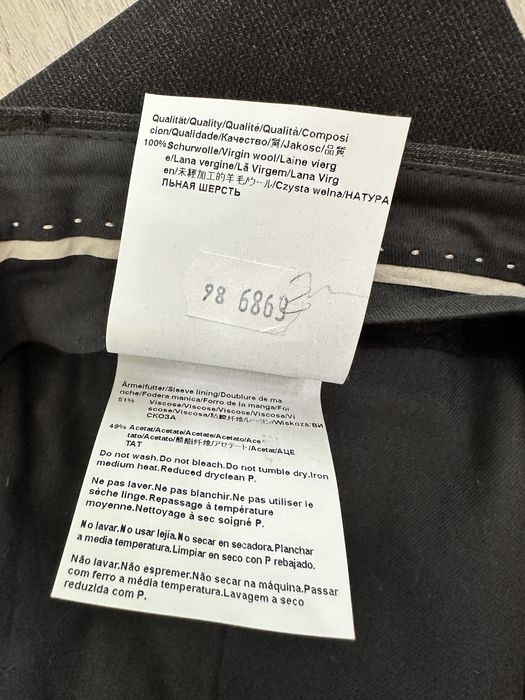 Qualität/Quality/Qualité/Qualità/Composi
cion/Qualidade/Качество/質/Jakosc/品質
100% Schurwolle/Virgin wool/Laine vierg
e/Lana vergine/Lã Virgem/Lana Virg
en/未經加工的羊毛/ウール/Czysta wełna/НАТУРА
ЛЬНАЯ ШЕРСТЬ
98 6869
Ärmelfutter/Sleeve lining/Doublure de ma
nche/Fodera manica/Forro de la manga/For
51% Viscose/Viscose/Viscose/Viscosa/Vi
scose/Viscosa/粘膠纤维/レーヨン/Wiskoza/ВИ
СКОЗА
49% Acetat/Acetate/Acetate/Acetato/Ace
tato/Acetato/醋酯纤维/アセテート/Acetat/АЦЕ
ТАТ
Do not wash.Do not bleach.Do not tumble dry.Iron
medium heat.Reduced dryclean P.
Ne pas laver.Ne pas blanchir.Ne pas utiliser le
sèche linge.Repassage à température
moyenne.Nettoyage à sec soigné P.
No lavar.No usar lejía.No secar en secadora.Planchar
a media temperatura.Limpiar en seco con P rebajado.
Não lavar.Não espremer.Não secar na máquina.Passar
com ferro a média temperatura.Lavagem a seco
reduzida com P.